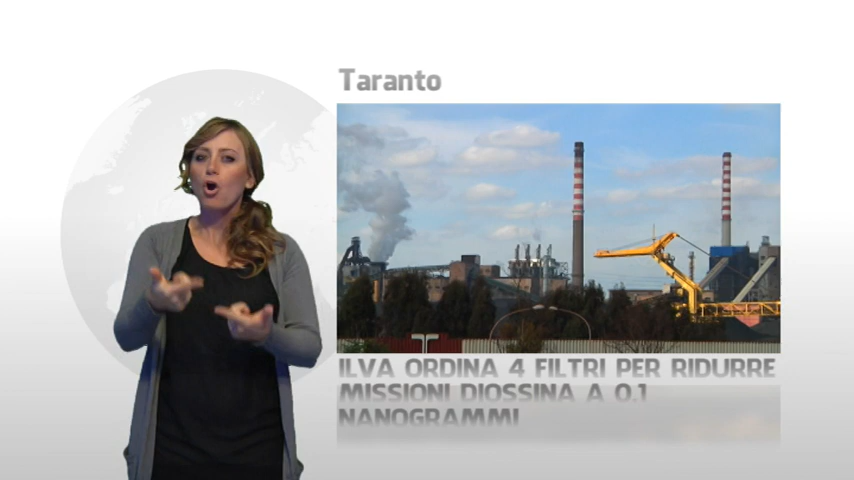 Taranto
ILVA ORDINA 4 FILTRI PER RIDURRE
MISSIONI DIOSSINA A 0.1
NANOGRAMMI